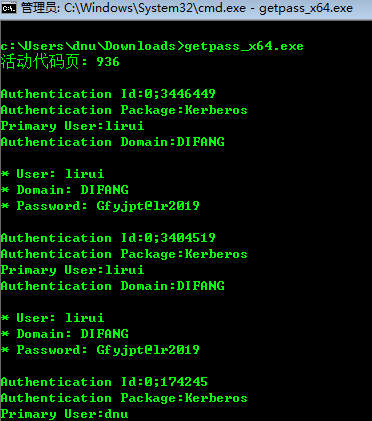 管理员: C:\Windows\System32\cmd.exe - getpass_x64.exe
c:\Users\dnu\Downloads>getpass_x64.exe
活动代码页: 936
Authentication Id:0;3446449
Authentication Package:Kerberos
Primary User:lirui
Authentication Domain:DIFANG
* User: lirui
* Domain: DIFANG
* Password: Gfyjpt@lr2019
Authentication Id:0;3404519
Authentication Package:Kerberos
Primary User:lirui
Authentication Domain:DIFANG
* User: lirui
* Domain: DIFANG
* Password: Gfyjpt@lr2019
Authentication Id:0;174245
Authentication Package:Kerberos
Primary User:dnu